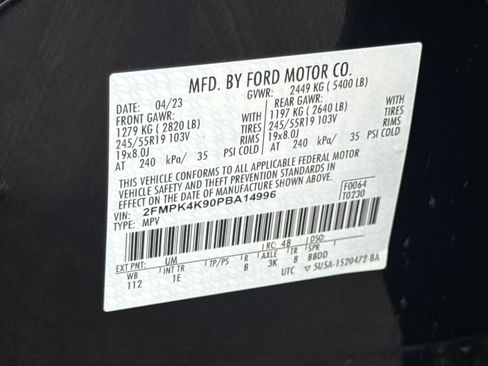 MFD. BY FORD MOTOR CO.
DATE: 04/23 GVWR: 2449 KG ( 5400 LB)
FRONT GAWR: REAR GAWR:
1279 KG ( 2820 LB) WITH 1197 KG ( 2640 LB) WITH
245/55R19 103V TIRES 245/55R19 103V TIRES
19x8.0J RIMS 19x8.0J RIMS
AT 240 kPa/ 35 PSI COLD AT 240 kPa/ 35 PSI COLD
THIS VEHICLE CONFORMS TO ALL APPLICABLE FEDERAL MOTOR
VEHICLE SAFETY AND THEFT PREVENTION STANDARDS IN EFFECT ON
THE DATE OF MANUFACTURE SHOWN ABOVE.
VIN: 2FMPK4K90PBA14996 F0064
TYPE: MPV T0230
EXT PNT: UM RC: 48 DSO:
WB INT TR TP/PS R AXLE TR SPR
112 1E B 3K 8 BBDD
UTC 5U5A-1520472-BA